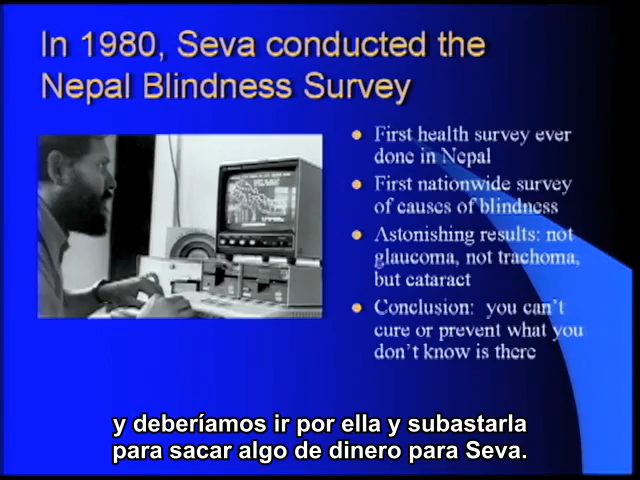 In 1980, Seva conducted the
Nepal Blindness Survey
First health survey ever
done in Nepal
First nationwide survey
of causes of blindness
Astonishing results: not
glaucoma, not trachoma,
but cataract
Conclusion: you can't
cure or prevent what you
don't know is there
y deberíamos ir por ella y subastarla
para sacar algo de dinero para Seva.